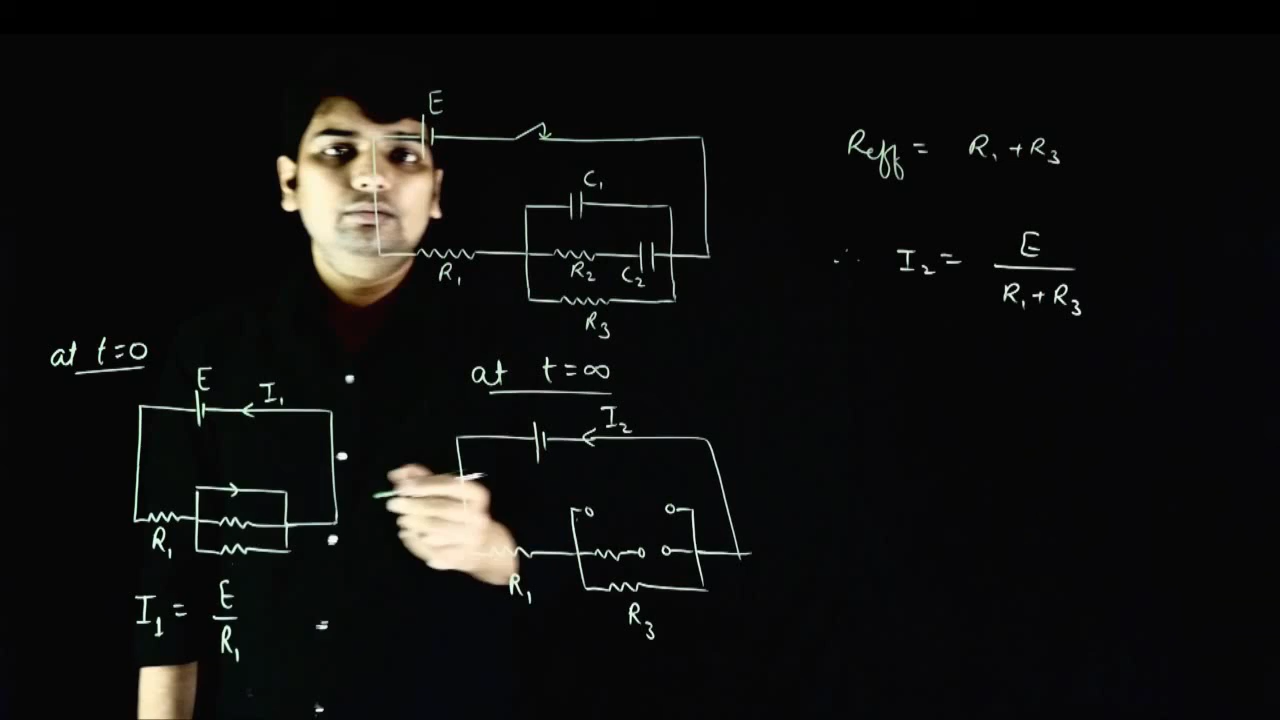 E
C₁
R₁
R₂
C₂
R₃
Reff = R₁ + R₃
∴ I₂ = E / R₁ + R₃
at t=0
E
I₁
R₁
I₁ = E / R₁
at t=∞
I₂
R₁
R₃